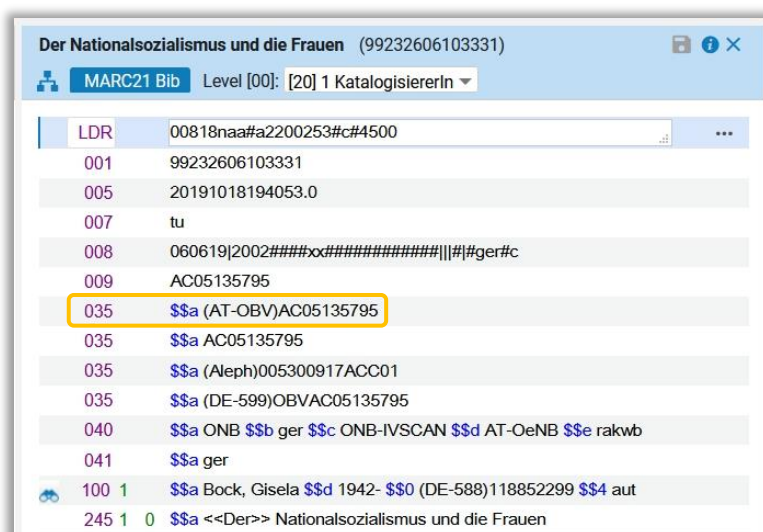 Der Nationalsozialismus und die Frauen (99232606103331)
MARC21 Bib Level [00]: [20] 1 KatalogisiererIn
LDR 00818naa#a2200253#c#4500
001 99232606103331
005 20191018194053.0
007 tu
008 060619|2002####xx############|||#|#ger#c
009 AC05135795
035 $$a (AT-OBV)AC05135795
035 $$a AC05135795
035 $$a (Aleph)005300917ACC01
035 $$a (DE-599)OBVAC05135795
040 $$a ONB $$b ger $$c ONB-IVSCAN $$d AT-OeNB $$e rakwb
041 $$a ger
100 1 $$a Bock, Gisela $$d 1942- $$0 (DE-588)118852299 $$4 aut
245 1 0 $$a <<Der>> Nationalsozialismus und die Frauen